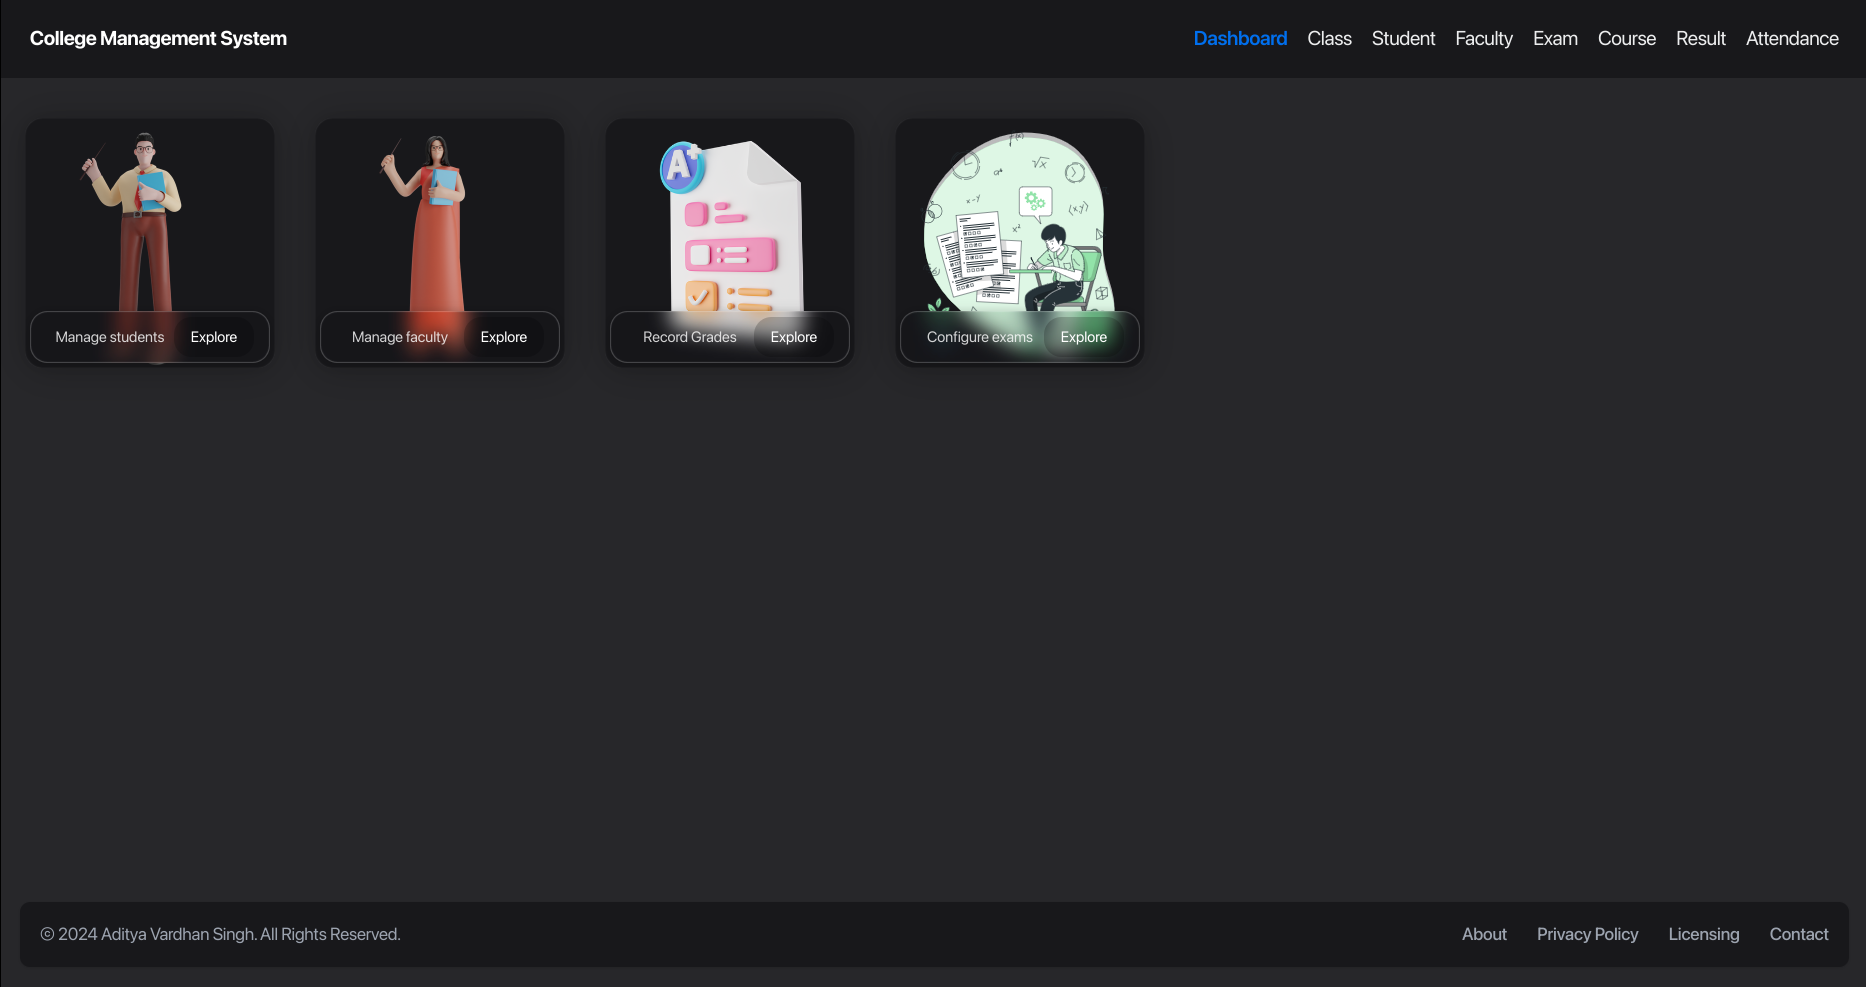 College Management System
Dashboard Class Student Faculty Exam Course Result Attendance
A+
f(x)
√x
x-y
x²
(x,y)
Manage students Explore
Manage faculty Explore
Record Grades Explore
Configure exams Explore
© 2024 Aditya Vardhan Singh. All Rights Reserved.
About Privacy Policy Licensing Contact